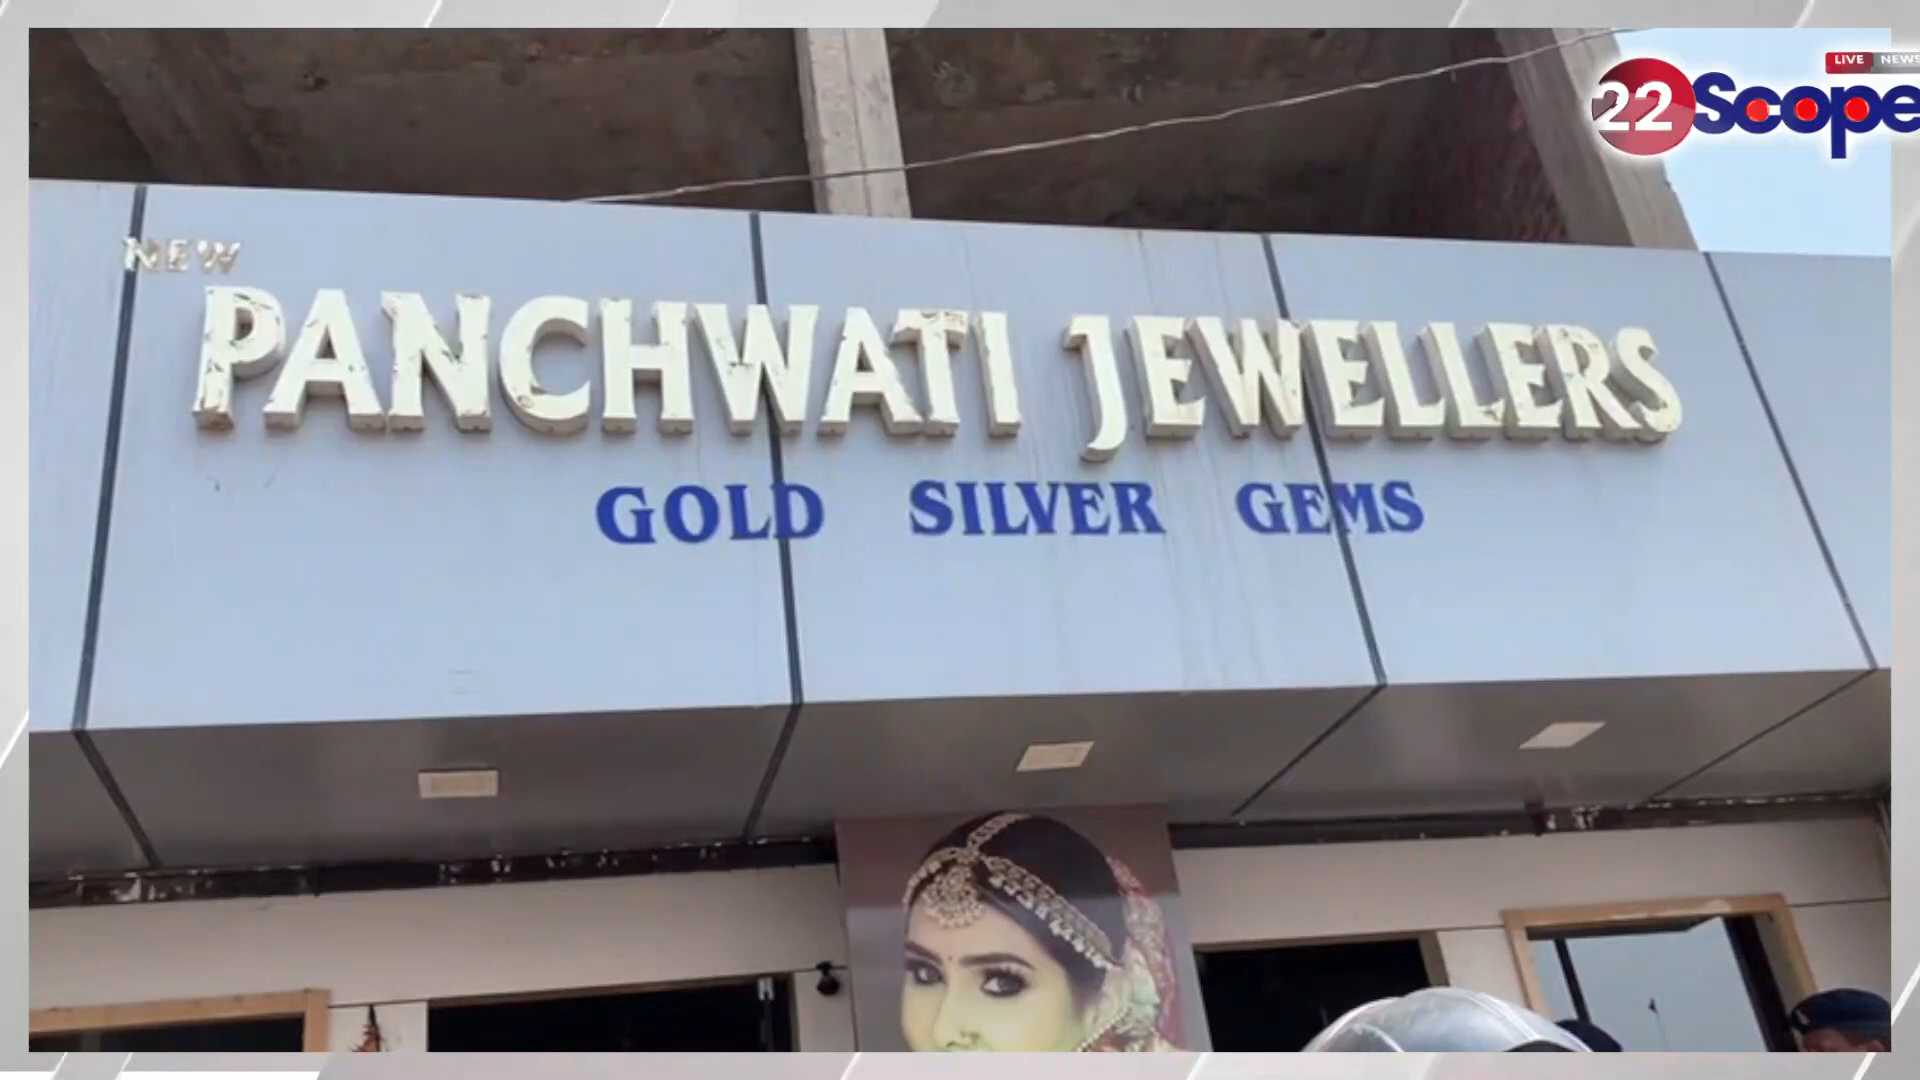 LIVE NEWS
22Scope
NEW
PANCHWATI JEWELLERS
GOLD SILVER GEMS